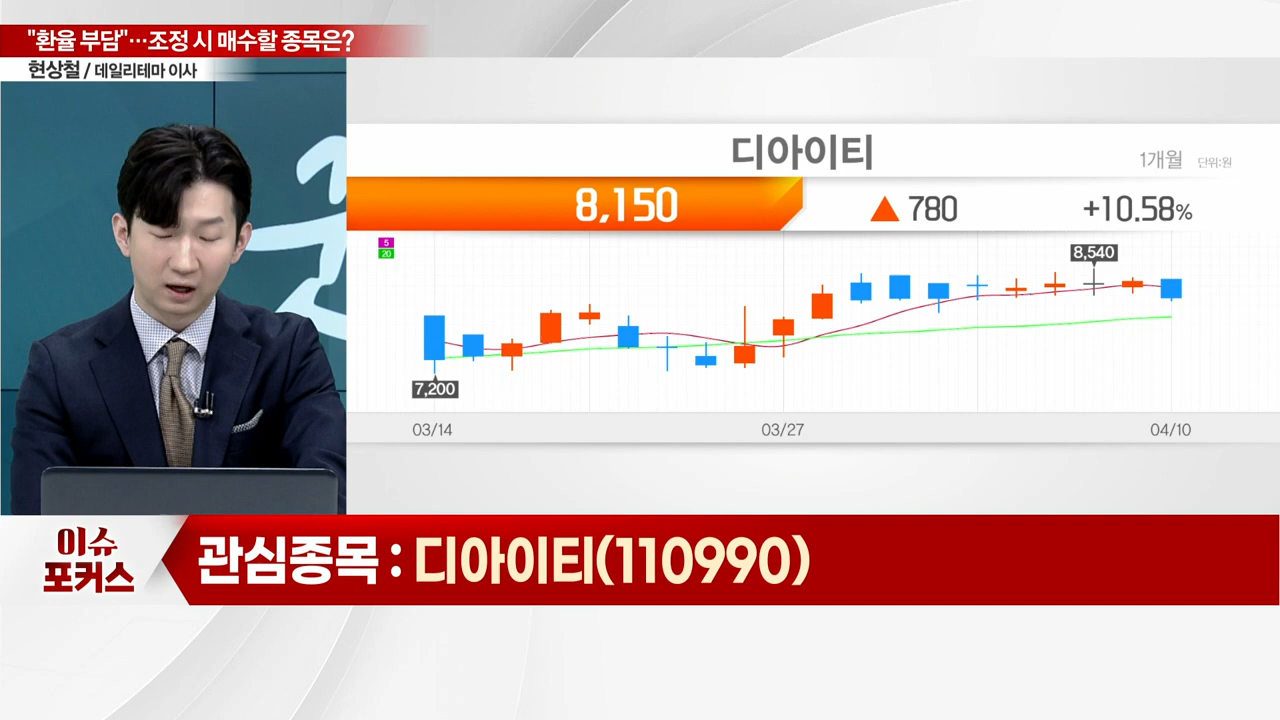 "환율 부담"…조정 시 매수할 종목은?
현상철 / 데일리테마 이사
디아이티
1개월 단위:원
8,150 ▲ 780 +10.58%
5
20
8,540
7,200
03/14 03/27 04/10
이슈
포커스
관심종목 : 디아이티(110990)